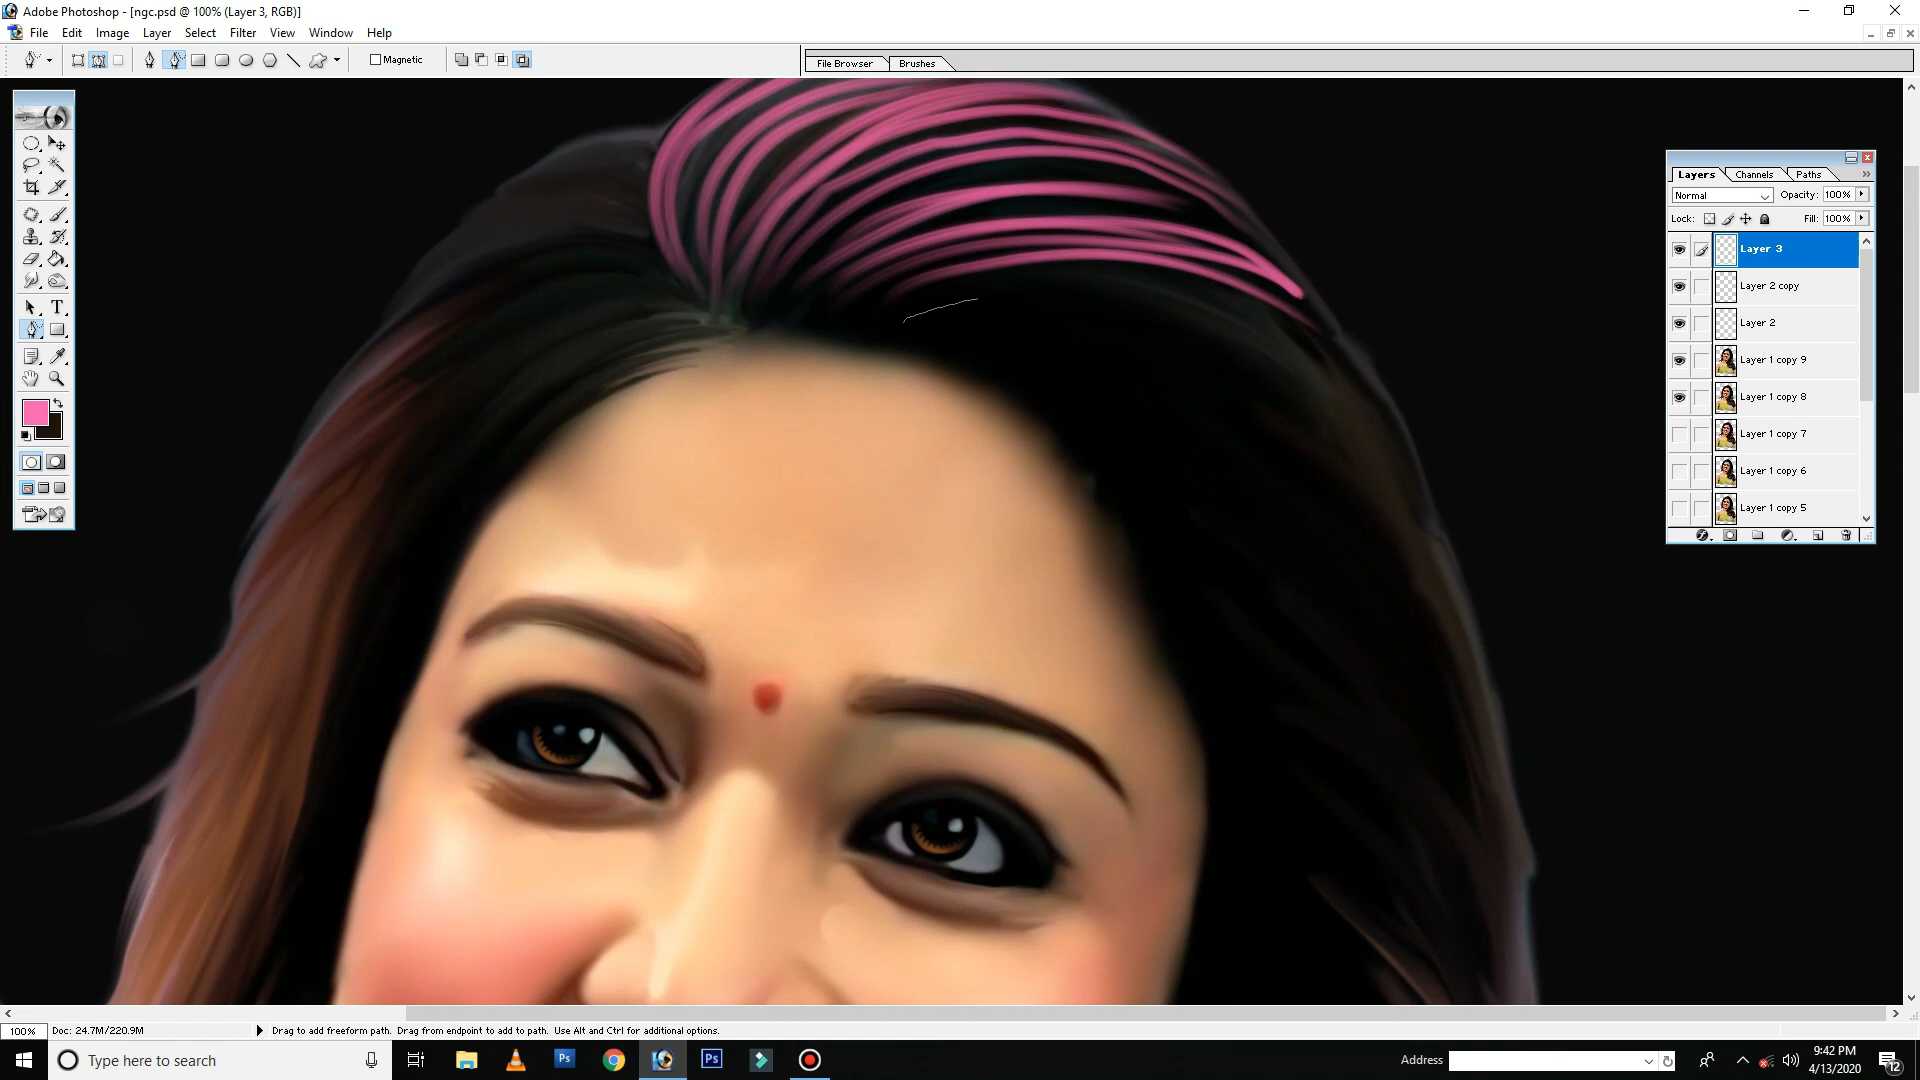 Adobe Photoshop - [ngc.psd @ 100% (Layer 3, RGB)]
File Edit Image Layer Select Filter View Window Help
Magnetic
File Browser Brushes
Layers Channels Paths
Normal Opacity: 100%
Lock: Fill: 100%
Layer 3
Layer 2 copy
Layer 2
Layer 1 copy 9
Layer 1 copy 8
Layer 1 copy 7
Layer 1 copy 6
Layer 1 copy 5
T
100% Doc: 24.7M/220.9M Drag to add freeform path. Drag from endpoint to add to path. Use Alt and Ctrl for additional options.
Type here to search
Ps
Ps
Address
9:42 PM
4/13/2020
12